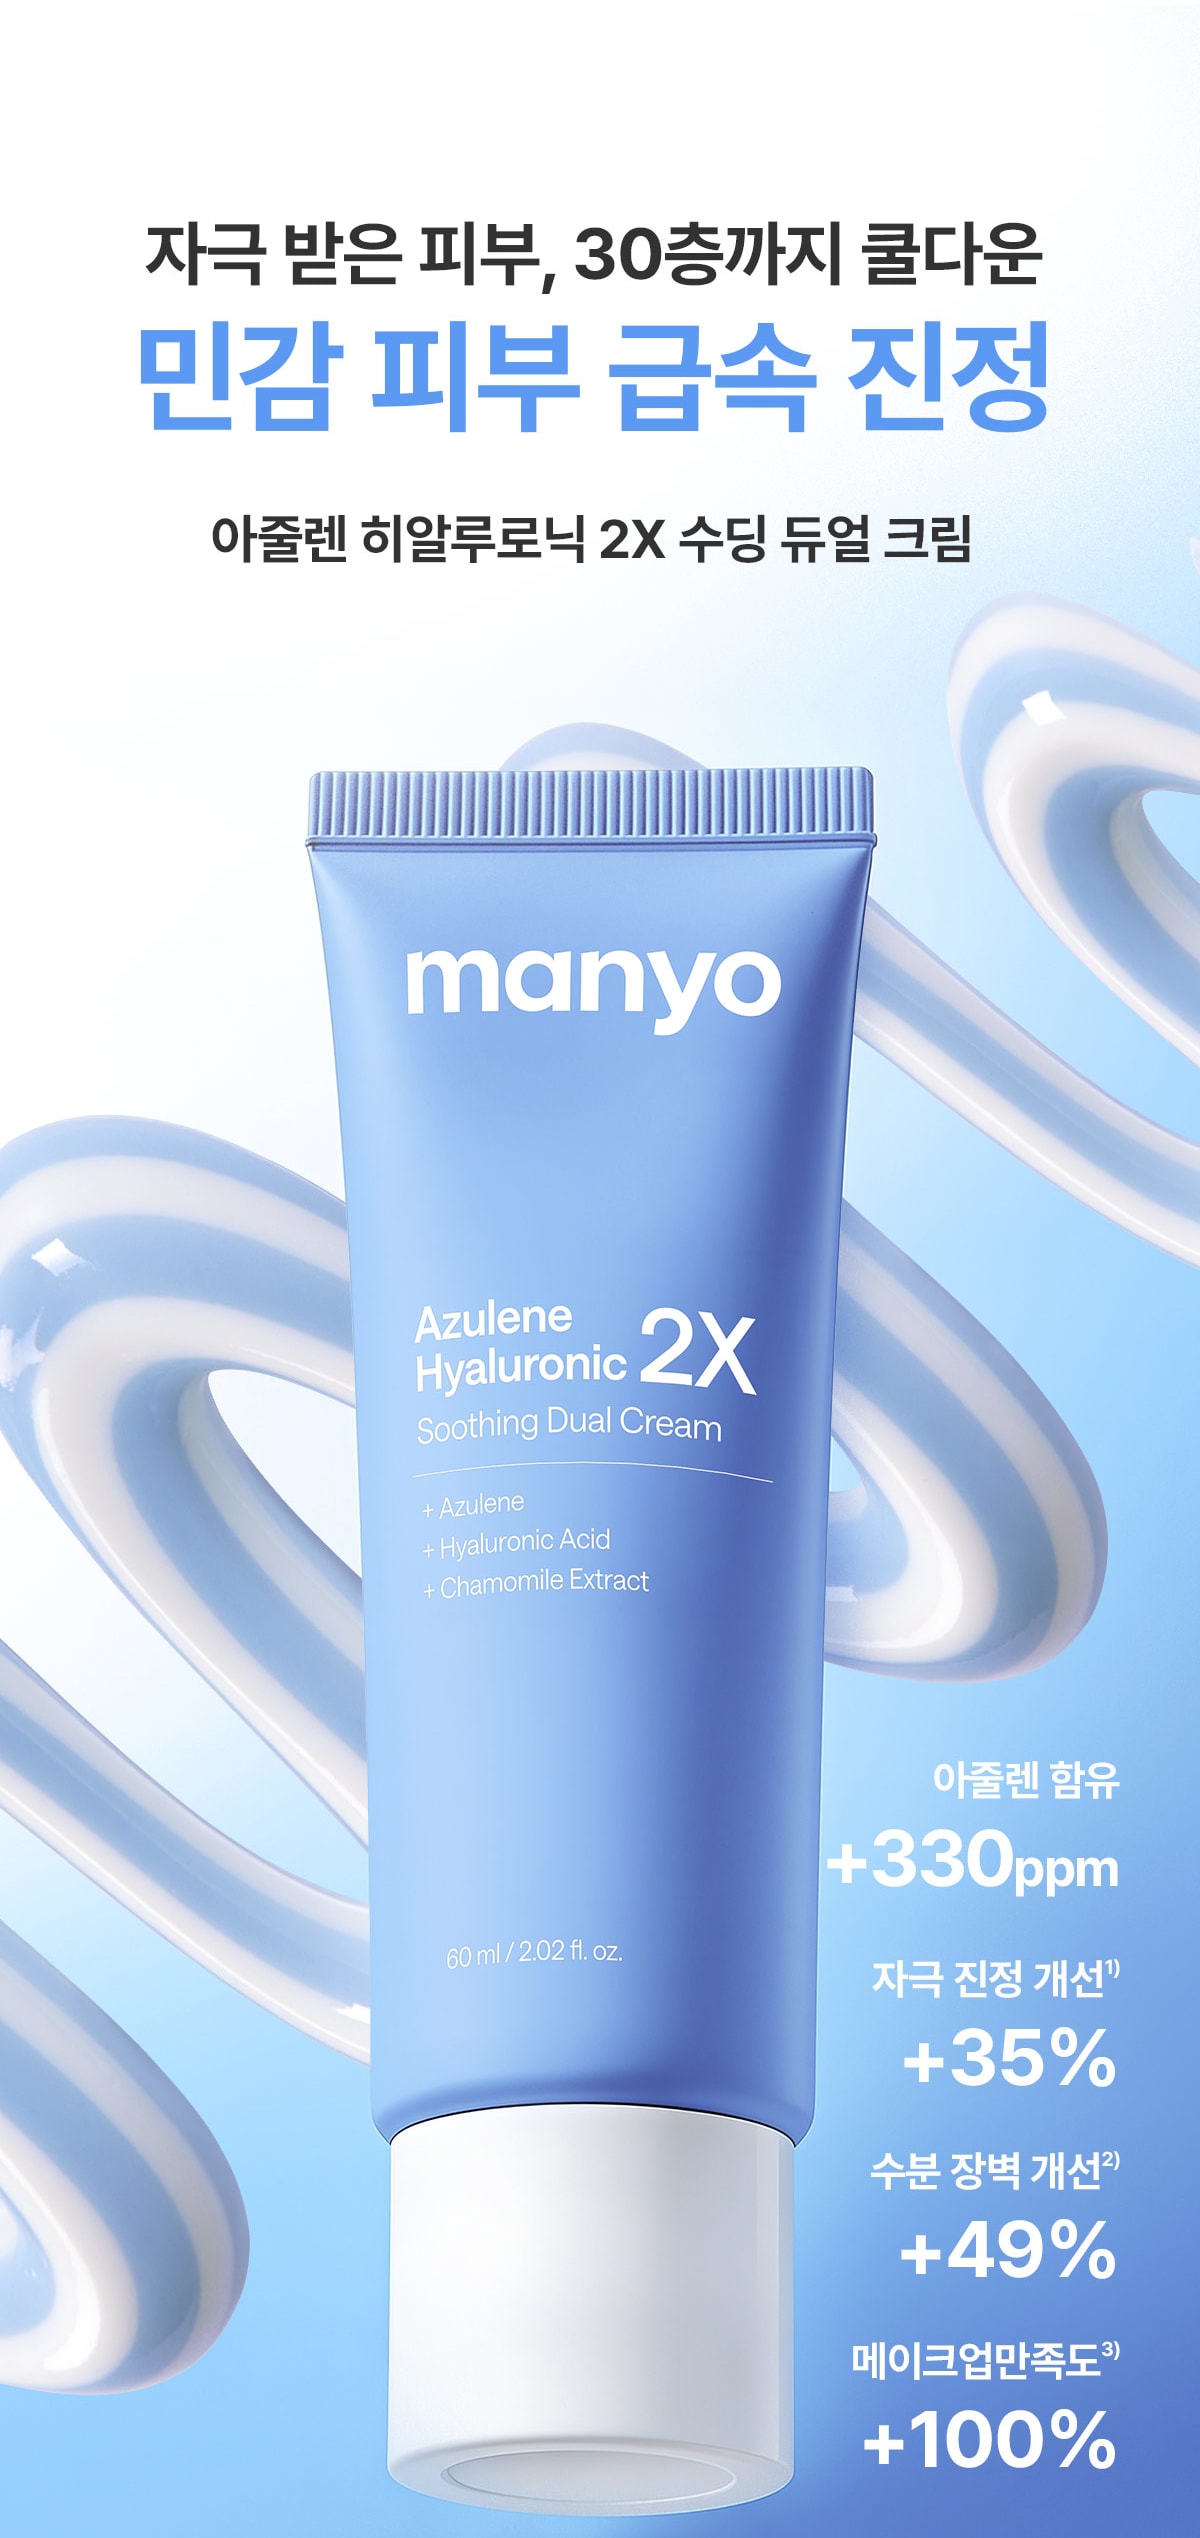 자극 받은 피부, 30층까지 쿨다운
민감 피부 급속 진정
아줄렌 히알루로닉 2X 수딩 듀얼 크림
manyo
Azulene
Hyaluronic 2X
Soothing Dual Cream
+ Azulene
+ Hyaluronic Acid
+ Chamomile Extract
60 ml / 2.02 fl. oz.
아줄렌 함유
+330ppm
자극 진정 개선1)
+35%
수분 장벽 개선2)
+49%
메이크업만족도3)
+100%